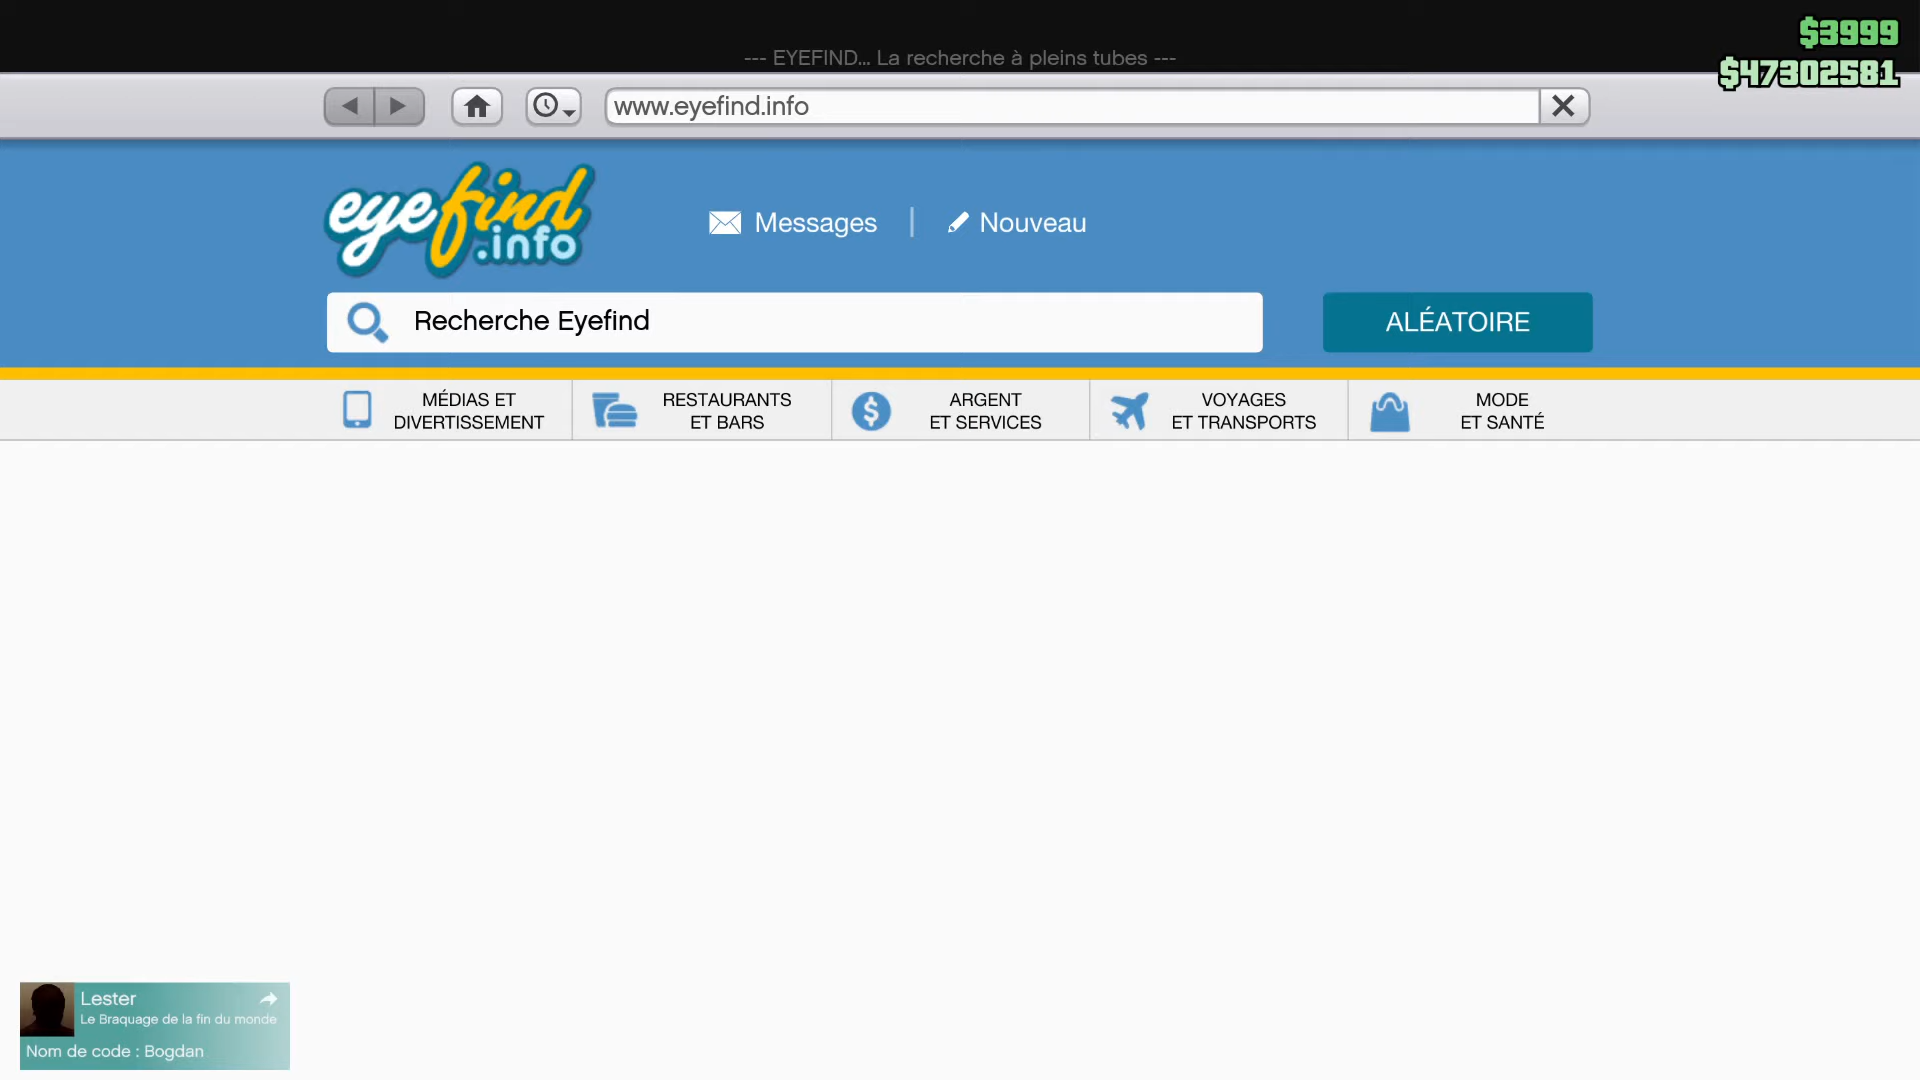 $3999
--- EYEFIND... La recherche à pleins tubes ---
$47302581
www.eyefind.info
eyefind
.info
Messages
Nouveau
Recherche Eyefind
ALÉATOIRE
MÉDIAS ET
DIVERTISSEMENT
RESTAURANTS
ET BARS
ARGENT
ET SERVICES
VOYAGES
ET TRANSPORTS
MODE
ET SANTÉ
Lester
Le Braquage de la fin du monde
Nom de code : Bogdan